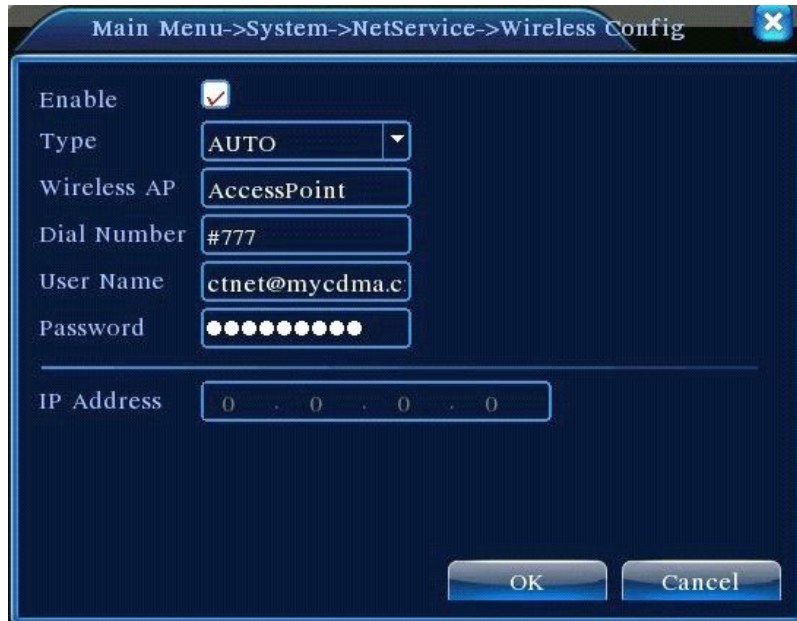 Main Menu->System->NetService->Wireless Config
Enable
Type AUTO
Wireless AP AccessPoint
Dial Number #777
User Name ctnet@mycdma.c
Password ●●●●●●●●●
IP Address 0 . 0 . 0 . 0
OK Cancel